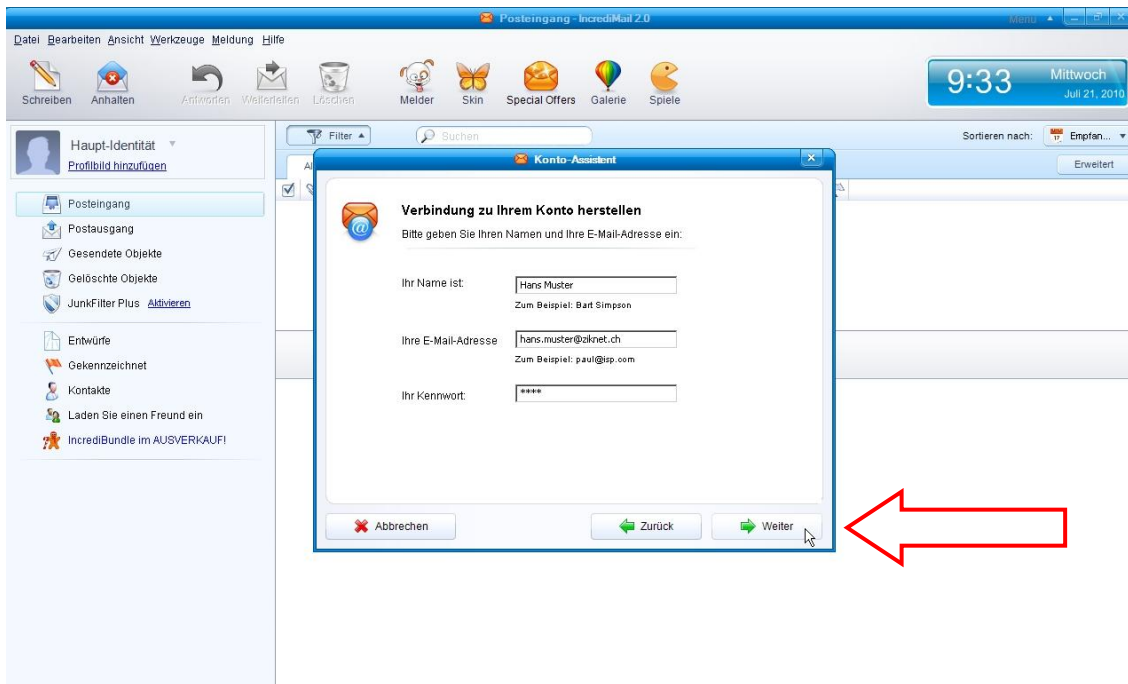 Posteingang - IncrediMail 2.0
Menü
Datei Bearbeiten Ansicht Werkzeuge Meldung Hilfe
Schreiben Anhalten Antworten Weiterleiten Löschen Melder Skin Special Offers Galerie Spiele
9:33 Mittwoch
Juli 21, 2010
Haupt-Identität
Profilbild hinzufügen
Filter
Suchen
Sortieren nach: 17 Empfan...
Erweitert
Posteingang
Postausgang
Gesendete Objekte
Gelöschte Objekte
JunkFilter Plus Aktivieren
Entwürfe
Gekennzeichnet
Kontakte
Laden Sie einen Freund ein
IncrediBundle im AUSVERKAUF!
Konto-Assistent
Verbindung zu Ihrem Konto herstellen
Bitte geben Sie Ihren Namen und Ihre E-Mail-Adresse ein:
Ihr Name ist: Hans Muster
Zum Beispiel: Bart Simpson
Ihre E-Mail-Adresse hans.muster@ziknet.ch
Zum Beispiel: paul@isp.com
Ihr Kennwort: ****
Abbrechen Zurück Weiter